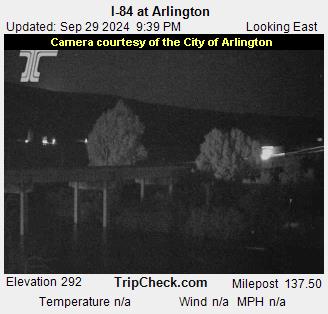 I-84 at Arlington
Updated: Sep 29 2024 9:39 PM Looking East
Camera courtesy of the City of Arlington
Elevation 292 TripCheck.com Milepost 137.50
Temperature n/a Wind n/a MPH n/a